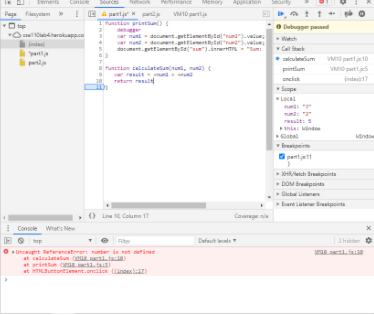 Elements
Console
Sources
Network
Performance
Memory
Application
Security
Page
Filesystem
»
part1.js*
part2.js
VM10 part1.js
Debugger paused
top
cse110lab4.herokuapp.co
(index)
*part1.js
part2.js
1 function printSum() {
2 debugger
3 var num1 = document.getElementById("num1").value;
4 var num2 = document.getElementById("num2").value;
5 document.getElementById("sum").innerHTML = "Sum:
6 }
7
8 function calculateSum(num1, num2) {
9 var result = +num1 + +num2
10 return result
11 }
Watch
Call Stack
calculateSum VM10 part1.js:10
printSum VM10 part1.js:5
onclick (index):17
Scope
Local
num2: "2"
result: 5
this: Window
Global Window
Breakpoints
part1.js:11
}
XHR/fetch Breakpoints
DOM Breakpoints
Global Listeners
Event Listener Breakpoints
{} Line 10, Column 17 Coverage: n/a
Console What's New
top Filter Default levels 2 hidden
Uncaught ReferenceError: number is not defined VM10 part1.js:10
at calculateSum (VM10 part1.js:10)
at printSum (VM10 part1.js:5)
at HTMLButtonElement.onclick ((index):17)